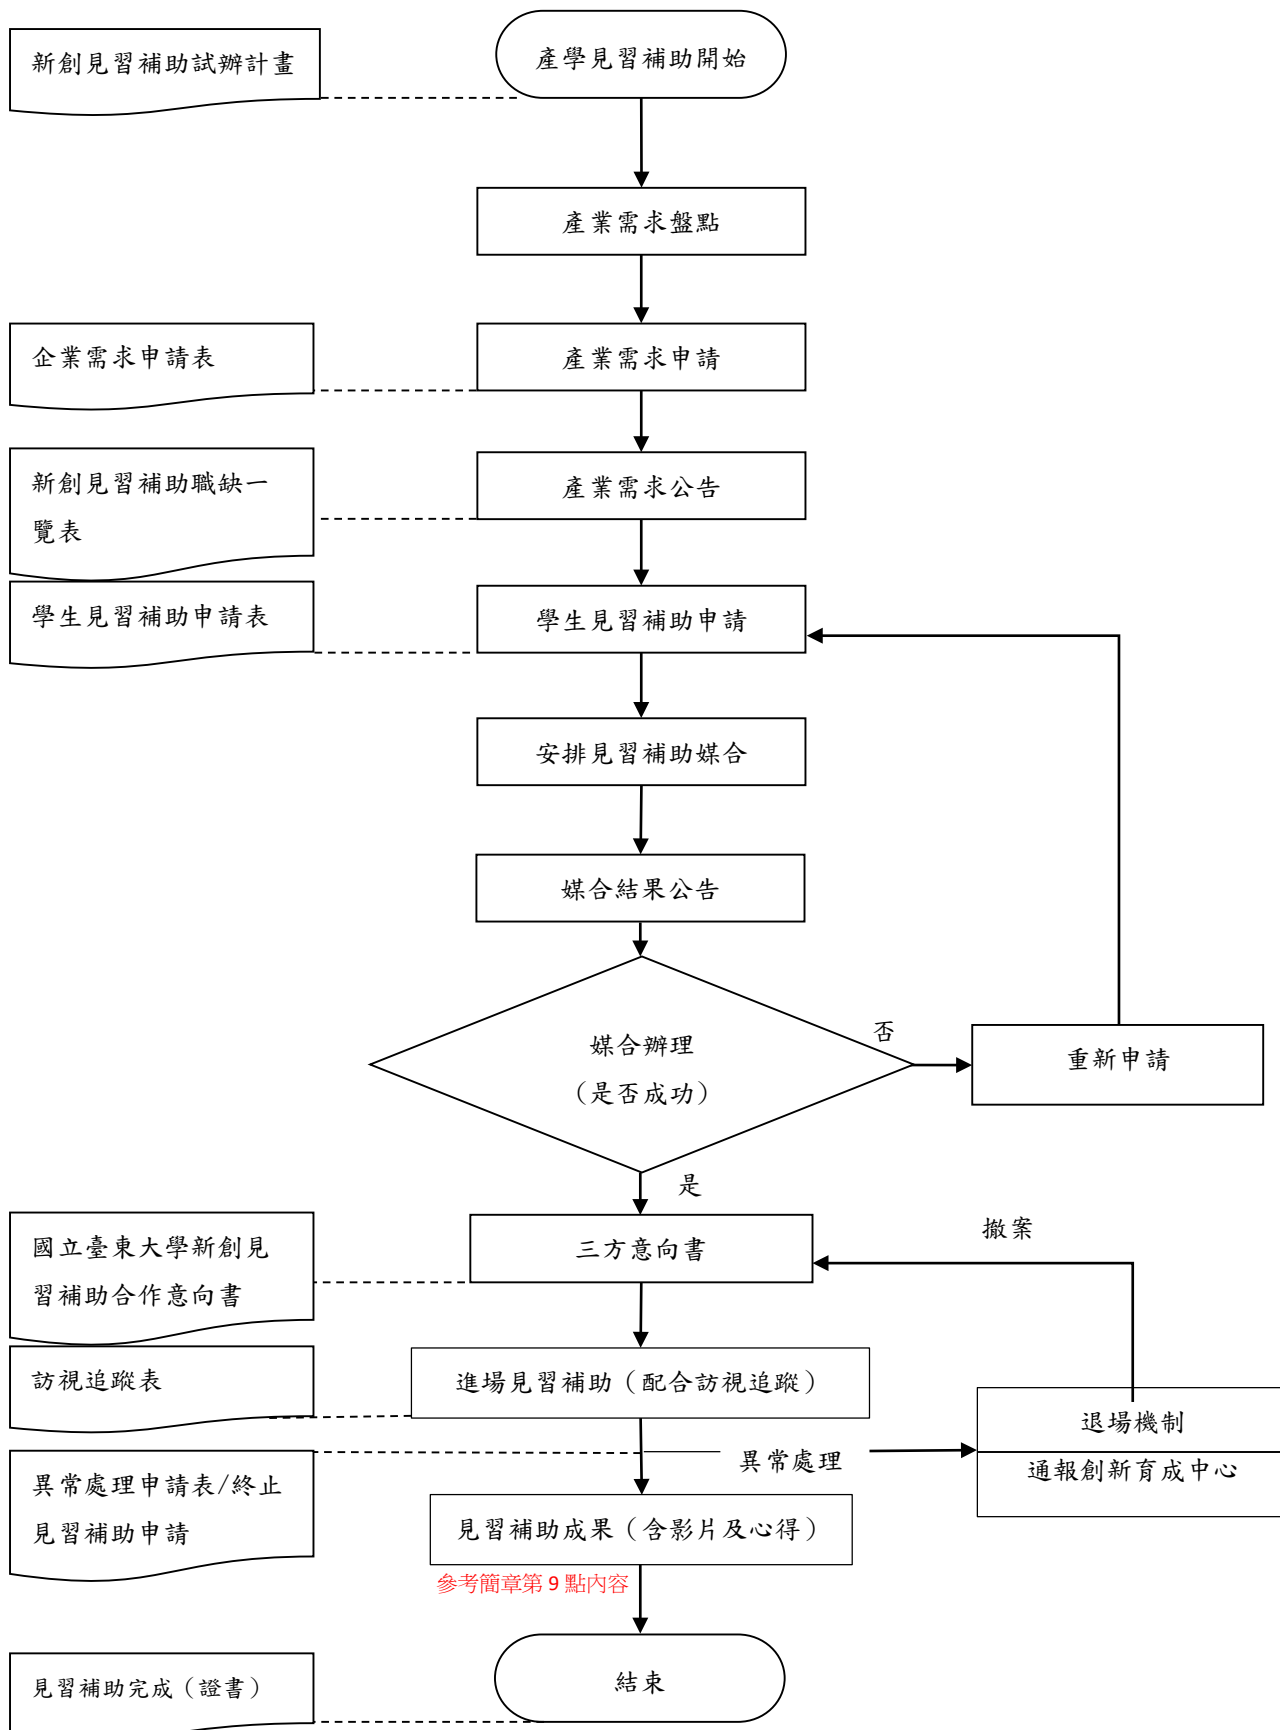 新創見習補助試辦計畫
產學見習補助開始
產業需求盤點
企業需求申請表
產業需求申請
新創見習補助職缺一
覽表
產業需求公告
學生見習補助申請表
學生見習補助申請
安排見習補助媒合
媒合結果公告
媒合辦理
（是否成功）
否
重新申請
是
國立臺東大學新創見
習補助合作意向書
三方意向書
撤案
訪視追蹤表
進場見習補助（配合訪視追蹤）
退場機制
通報創新育成中心
異常處理
異常處理申請表/終止
見習補助申請
見習補助成果（含影片及心得）
參考簡章第 9 點內容
見習補助完成（證書）
結束